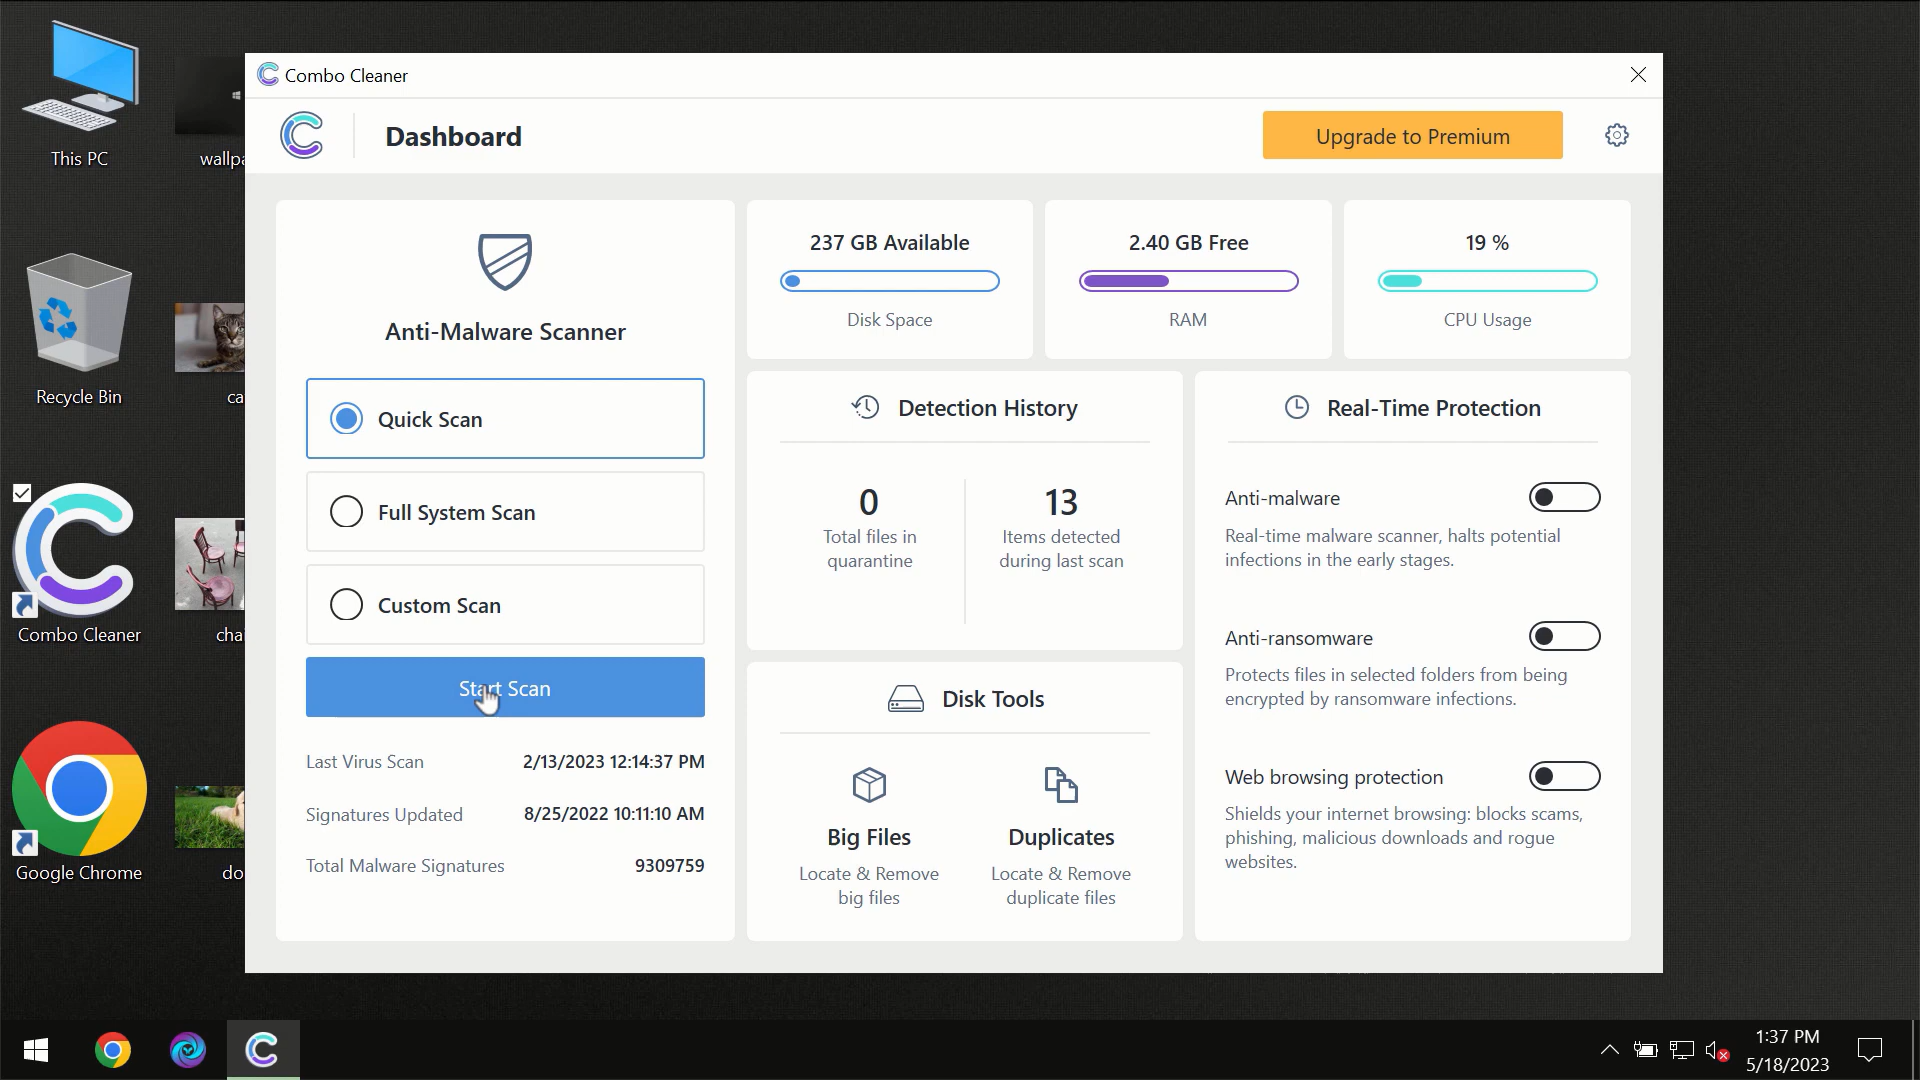 This PC
wallpa
Recycle Bin
ca
Combo Cleaner
chai
Google Chrome
do
Combo Cleaner
Dashboard
Upgrade to Premium
Anti-Malware Scanner
Quick Scan
Full System Scan
Custom Scan
Start Scan
Last Virus Scan 2/13/2023 12:14:37 PM
Signatures Updated 8/25/2022 10:11:10 AM
Total Malware Signatures 9309759
237 GB Available
Disk Space
2.40 GB Free
RAM
19 %
CPU Usage
Detection History
0
Total files in
quarantine
13
Items detected
during last scan
Disk Tools
Big Files
Locate & Remove
big files
Duplicates
Locate & Remove
duplicate files
Real-Time Protection
Anti-malware
Real-time malware scanner, halts potential
infections in the early stages.
Anti-ransomware
Protects files in selected folders from being
encrypted by ransomware infections.
Web browsing protection
Shields your internet browsing: blocks scams,
phishing, malicious downloads and rogue
websites.
1:37 PM
5/18/2023